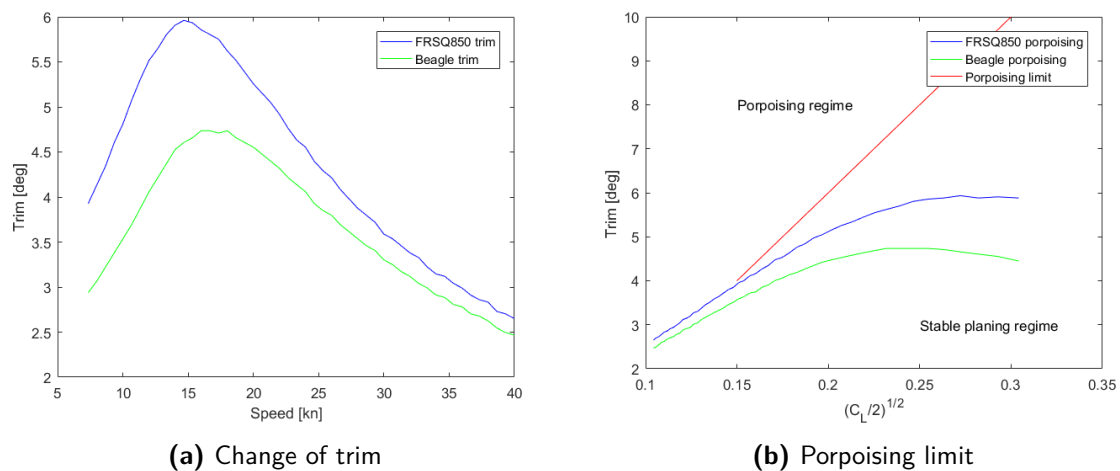 6
5.5
5
4.5
4
3.5
3
2.5
2
5 10 15 20 25 30 35 40
Trim [deg]
Speed [kn]
FRSQ850 trim
Beagle trim
(a) Change of trim
10
9
8
7
6
5
4
3
2
0.1 0.15 0.2 0.25 0.3 0.35
Trim [deg]
(C_L/2)^1/2
FRSQ850 porpoising
Beagle porpoising
Porpoising limit
Porpoising regime
Stable planing regime
(b) Porpoising limit